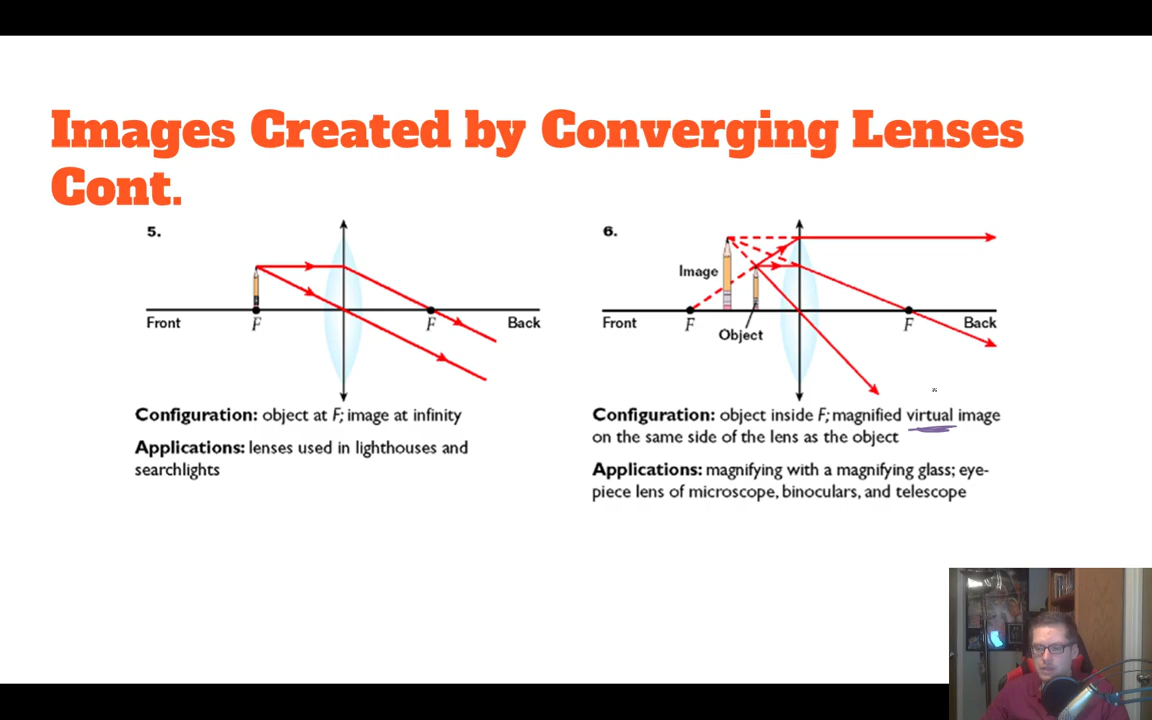 Images Created by Converging Lenses
Cont.
5.
Front
F
F
Back
Configuration: object at F; image at infinity
Applications: lenses used in lighthouses and
searchlights
6.
Image
Front
F
Object
F
Back
Configuration: object inside F; magnified virtual image
on the same side of the lens as the object
Applications: magnifying with a magnifying glass; eye-
piece lens of microscope, binoculars, and telescope